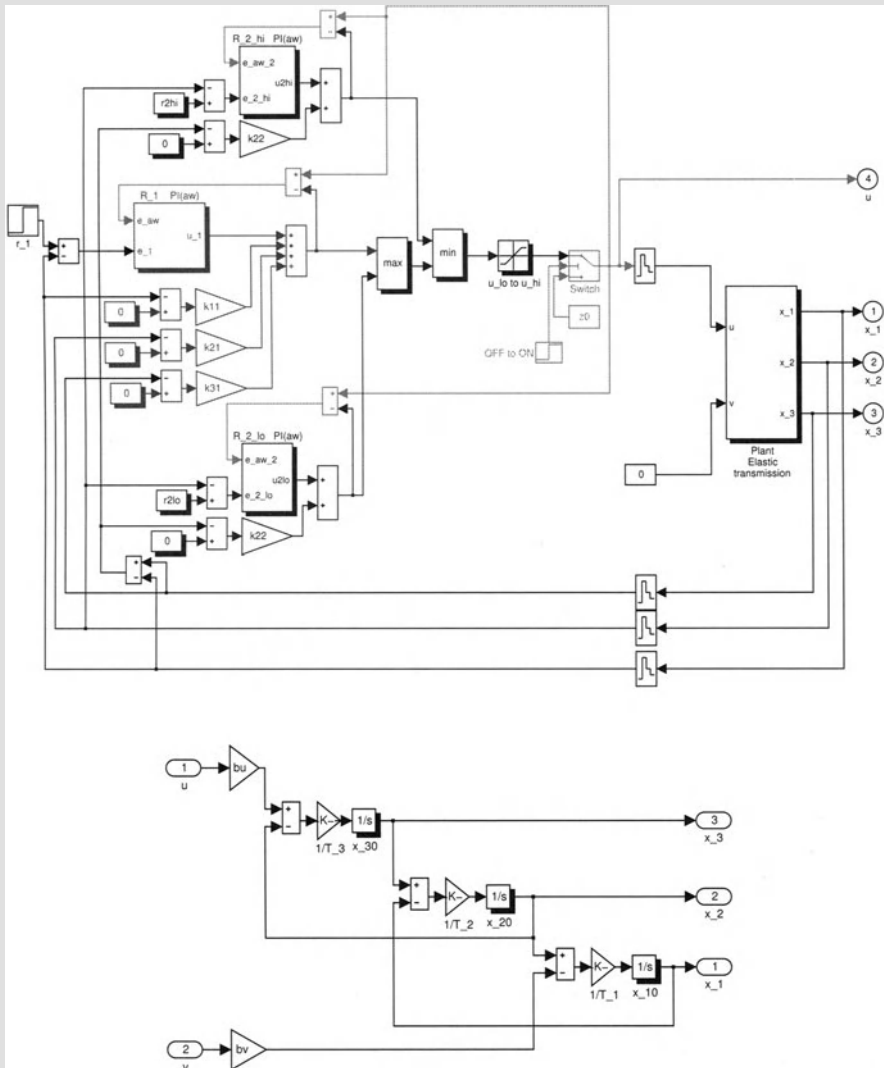 R_2_hi PI(aw)
e_aw_2
u2hi
e_2_hi
r2hi
0
k22
R_1 PI(aw)
e_aw
u_1
e_1
r_1
0
k11
0
k21
0
k31
max
min
u_lo to u_hi
Switch
OFF to ON
4
u
u
v
x_1
x_2
x_3
1
x_1
2
x_2
3
x_3
Plant
Elastic
transmission
0
R_2_lo PI(aw)
e_aw_2
u2lo
e_2_lo
r2lo
0
k22
1
u
bu
K-
1/T_3
1/s
x_30
3
x_3
K-
1/T_2
1/s
x_20
2
x_2
K-
1/T_1
1/s
x_10
1
x_1
2
bv